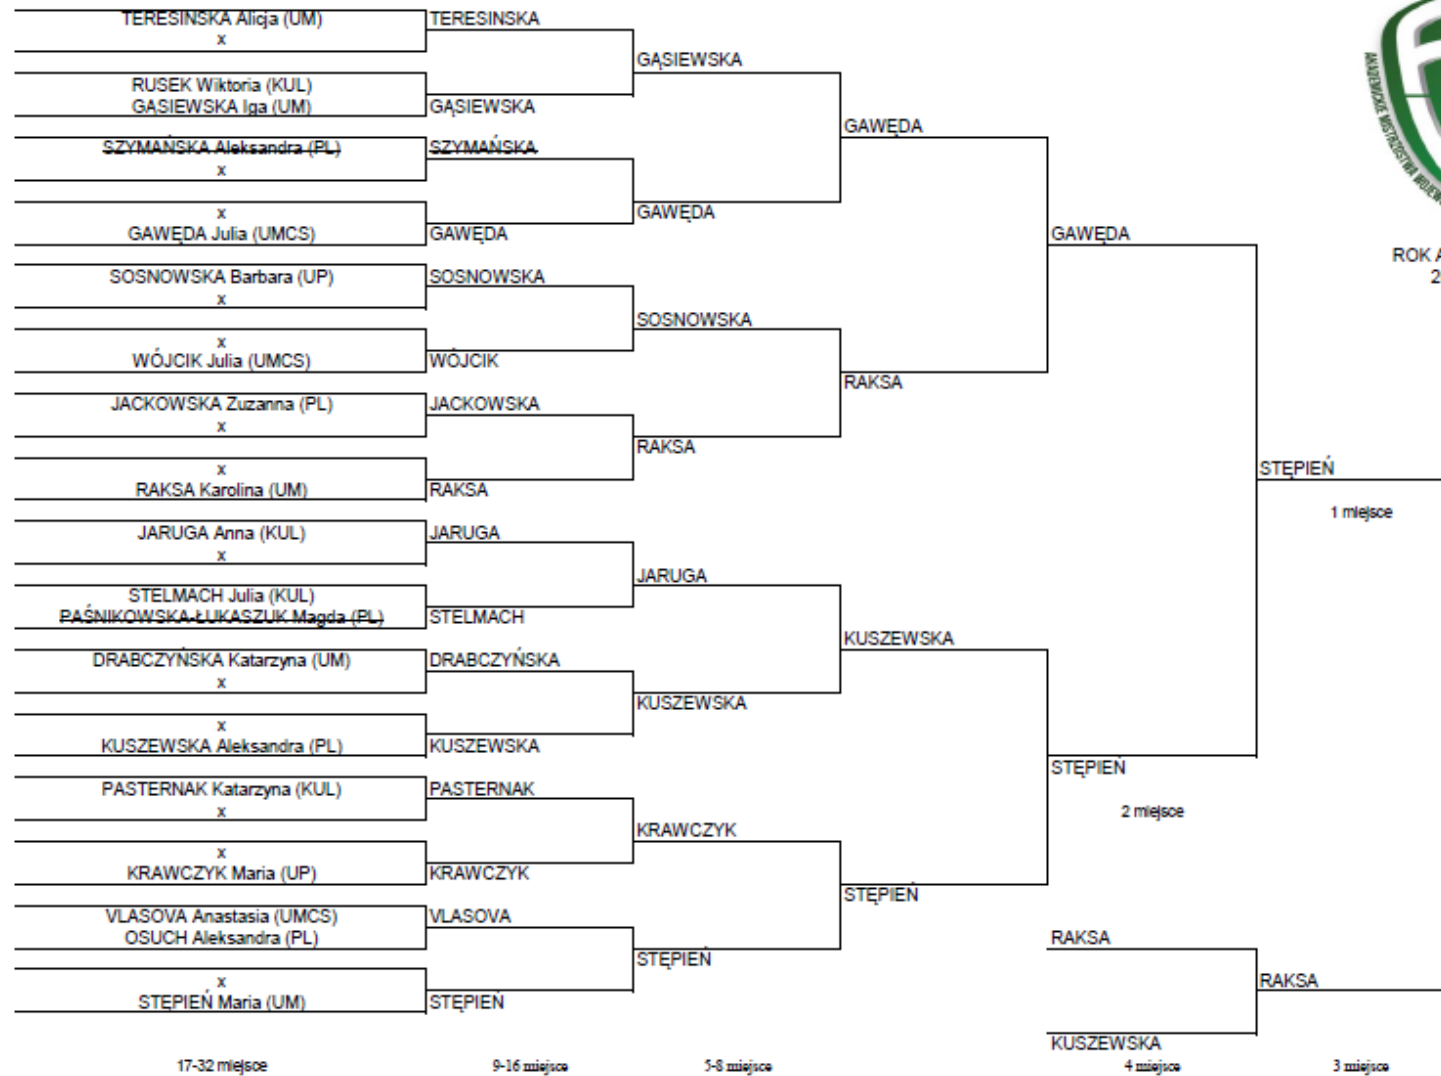 TERESIŃSKA Alicja (UM)
x
RUSEK Wiktoria (KUL)
GĄSIEWSKA Iga (UM)
SZYMAŃSKA Aleksandra (PL)
x
x
GAWĘDA Julia (UMCS)
SOSNOWSKA Barbara (UP)
x
x
WÓJCIK Julia (UMCS)
JACKOWSKA Zuzanna (PL)
x
x
RAKSA Karolina (UM)
JARUGA Anna (KUL)
x
STELMACH Julia (KUL)
PAŚNIKOWSKA-ŁUKASZUK Magda (PL)
DRABCZYŃSKA Katarzyna (UM)
x
x
KUSZEWSKA Aleksandra (PL)
PASTERNAK Katarzyna (KUL)
x
x
KRAWCZYK Maria (UP)
VLASOVA Anastasia (UMCS)
OSUCH Aleksandra (PL)
x
STĘPIEŃ Maria (UM)
17-32 miejsce
TERESINSKA
GĄSIEWSKA
SZYMAŃSKA
GAWĘDA
SOSNOWSKA
WÓJCIK
JACKOWSKA
RAKSA
JARUGA
STELMACH
DRABCZYŃSKA
KUSZEWSKA
PASTERNAK
KRAWCZYK
VLASOVA
STĘPIEŃ
9-16 miejsce
GĄSIEWSKA
GAWĘDA
SOSNOWSKA
RAKSA
JARUGA
KUSZEWSKA
KRAWCZYK
STĘPIEŃ
5-8 miejsce
GAWĘDA
RAKSA
KUSZEWSKA
STĘPIEŃ
GAWĘDA
STĘPIEŃ
2 miejsce
RAKSA
KUSZEWSKA
4 miejsce
STĘPIEŃ
1 miejsce
RAKSA
3 miejsce
AKADEMICKIE MISTRZOSTWA
ROK A
2